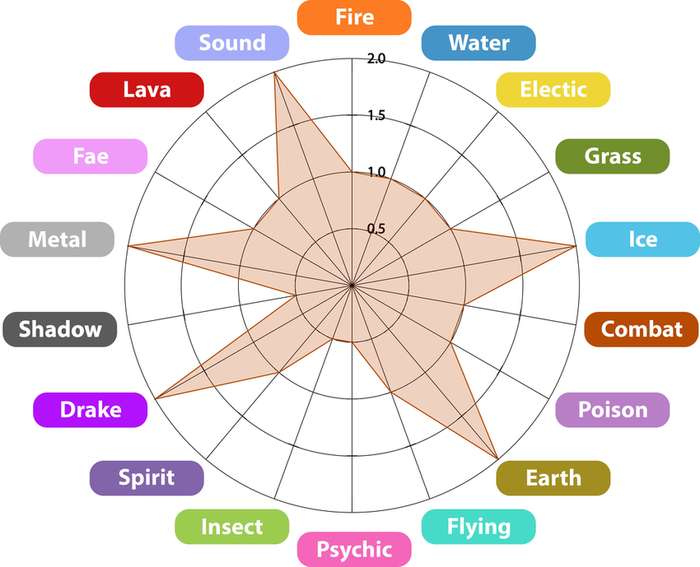 Fire
Sound
Water
2.0
Lava
Electic
1.5
Fae
Grass
1.0
0.5
Metal
Ice
Shadow
Combat
Drake
Poison
Spirit
Earth
Insect
Flying
Psychic